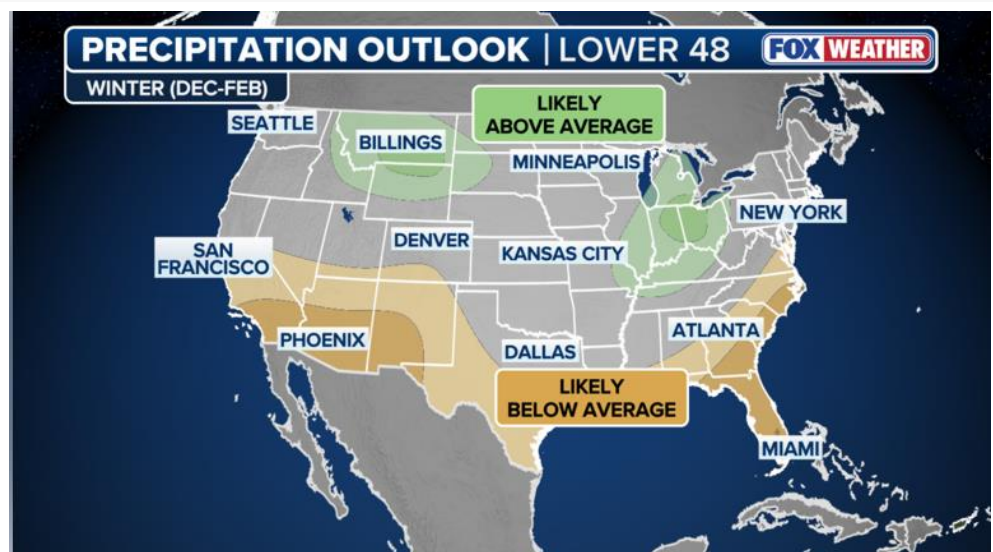 PRECIPITATION OUTLOOK | LOWER 48
FOX WEATHER
WINTER (DEC-FEB)
LIKELY
ABOVE AVERAGE
SEATTLE
BILLINGS
MINNEAPOLIS
NEW YORK
SAN
FRANCISCO
DENVER
KANSAS CITY
PHOENIX
DALLAS
ATLANTA
LIKELY
BELOW AVERAGE
MIAMI